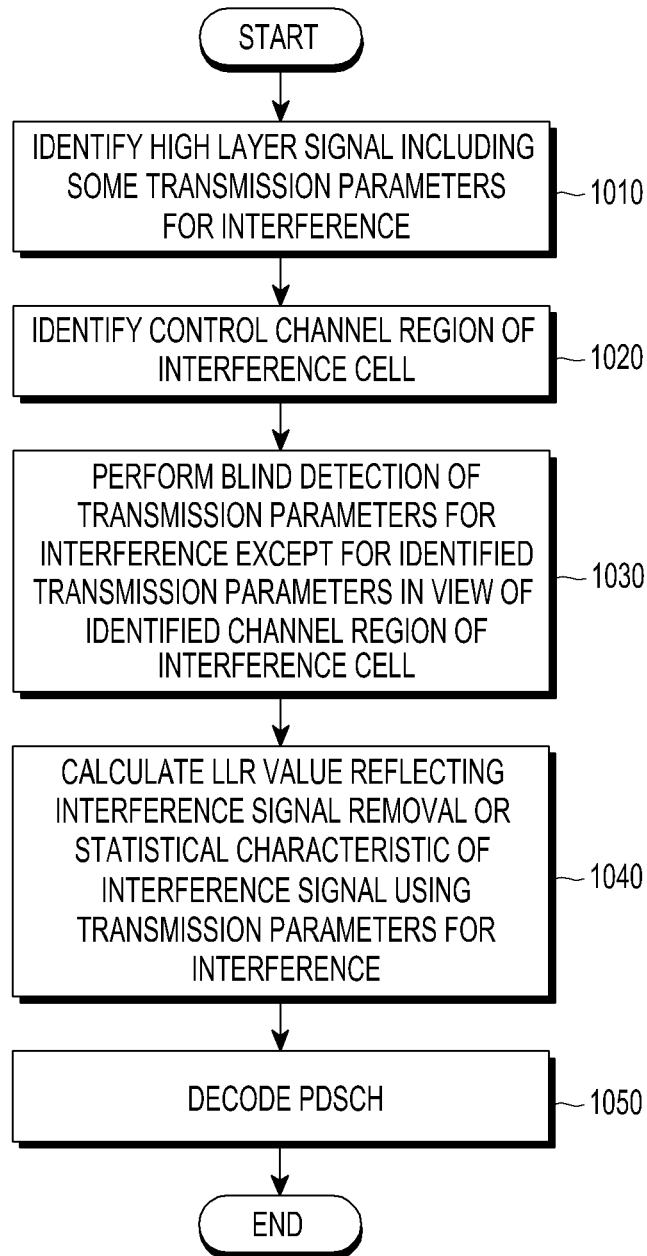 START
IDENTIFY HIGH LAYER SIGNAL INCLUDING
SOME TRANSMISSION PARAMETERS
FOR INTERFERENCE
1010
IDENTIFY CONTROL CHANNEL REGION OF
INTERFERENCE CELL
1020
PERFORM BLIND DETECTION OF
TRANSMISSION PARAMETERS FOR
INTERFERENCE EXCEPT FOR IDENTIFIED
TRANSMISSION PARAMETERS IN VIEW OF
IDENTIFIED CHANNEL REGION OF
INTERFERENCE CELL
1030
CALCULATE LLR VALUE REFLECTING
INTERFERENCE SIGNAL REMOVAL OR
STATISTICAL CHARACTERISTIC OF
INTERFERENCE SIGNAL USING
TRANSMISSION PARAMETERS FOR
INTERFERENCE
1040
DECODE PDSCH
1050
END